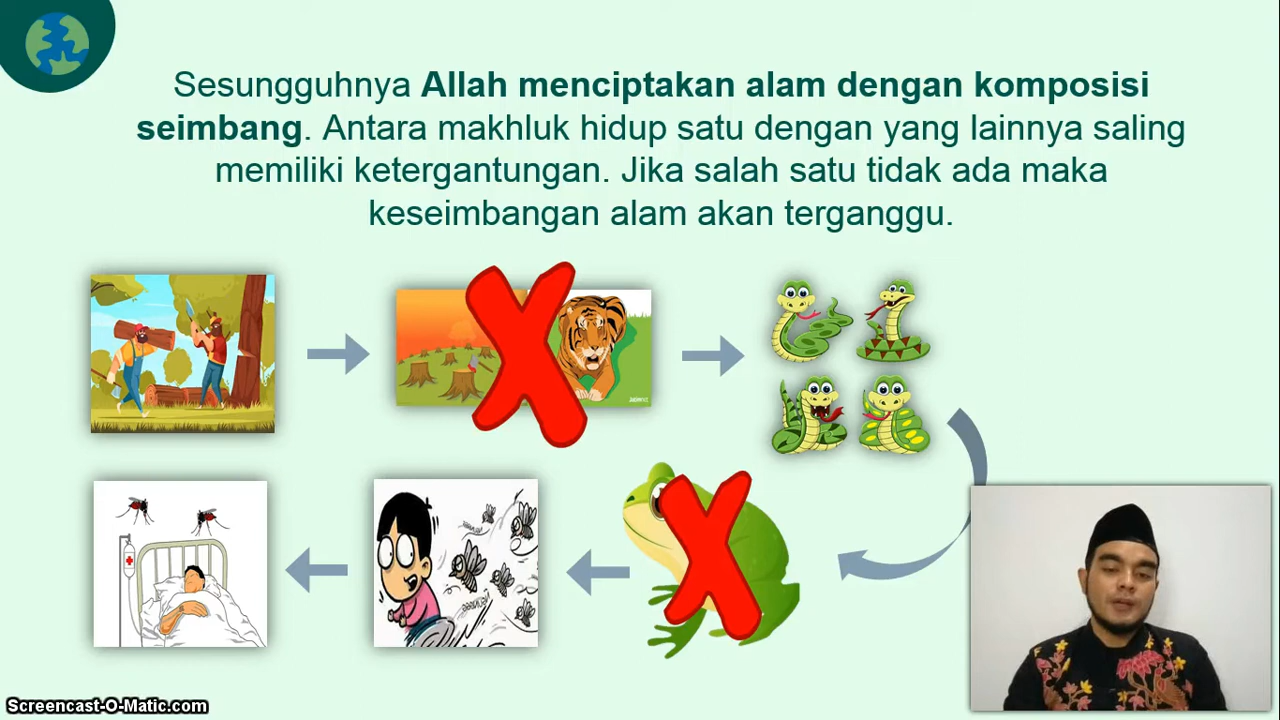 Sesungguhnya Allah menciptakan alam dengan komposisi
seimbang. Antara makhluk hidup satu dengan yang lainnya saling
memiliki ketergantungan. Jika salah satu tidak ada maka
keseimbangan alam akan terganggu.
Screencast-O-Matic.com